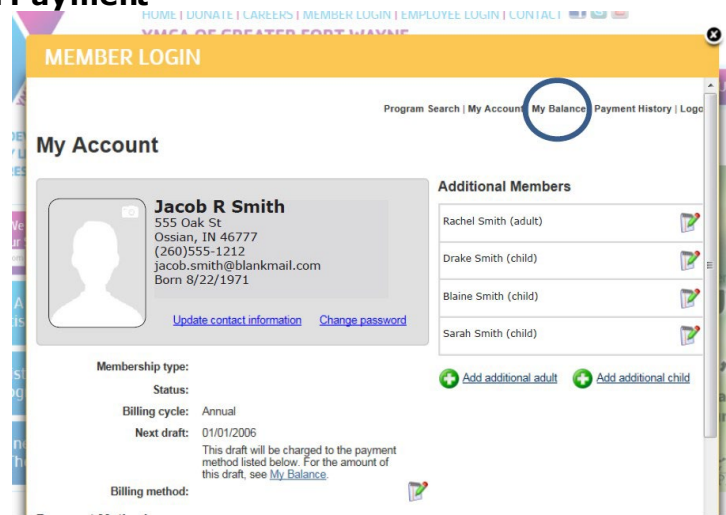 Payment
HOME | DONATE | CAREERS | MEMBER LOGIN | EMPLOYEE LOGIN | CONTACT
YMCA OF GREATER FORT WAYNE
MEMBER LOGIN
Program Search | My Account | My Balance | Payment History | Logo
My Account
Jacob R Smith
555 Oak St
Ossian, IN 46777
(260)555-1212
jacob.smith@blankmail.com
Born 8/22/1971
Update contact information Change password
Additional Members
Rachel Smith (adult)
Drake Smith (child)
Blaine Smith (child)
Sarah Smith (child)
Add additional adult Add additional child
Membership type:
Status:
Billing cycle: Annual
Next draft: 01/01/2006
This draft will be charged to the payment
method listed below. For the amount of
this draft, see My Balance.
Billing method: